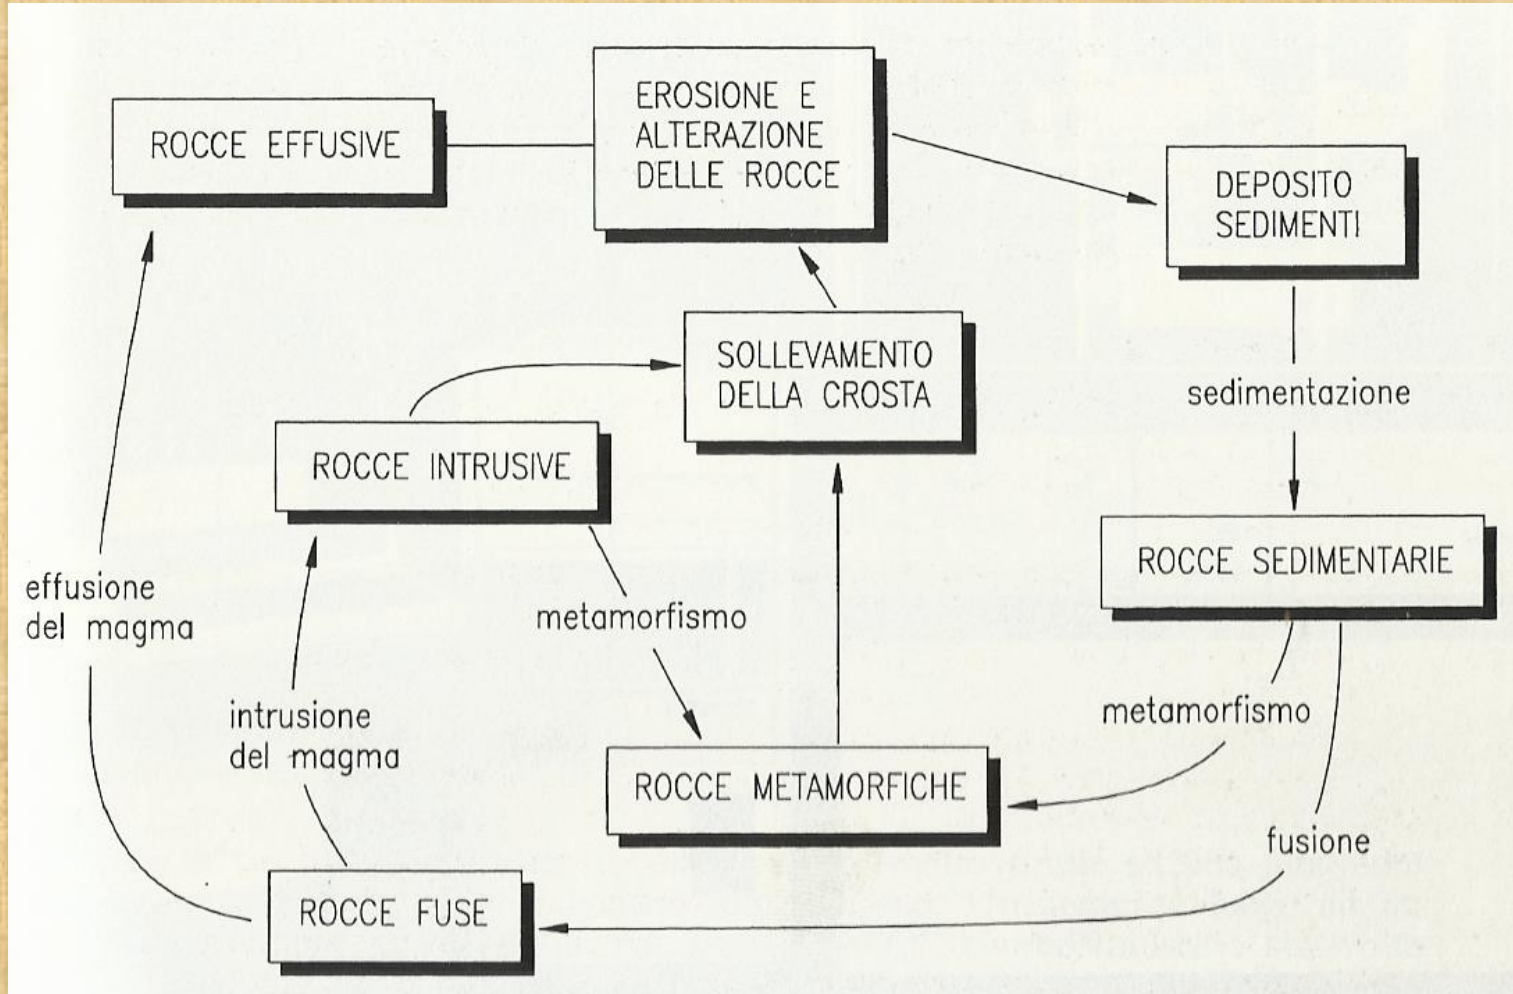 ROCCE EFFUSIVE
EROSIONE E
ALTERAZIONE
DELLE ROCCE
DEPOSITO
SEDIMENTI
SOLLEVAMENTO
DELLA CROSTA
sedimentazione
ROCCE INTRUSIVE
ROCCE SEDIMENTARIE
effusione
del magma
metamorfismo
intrusione
del magma
metamorfismo
ROCCE METAMORFICHE
fusione
ROCCE FUSE